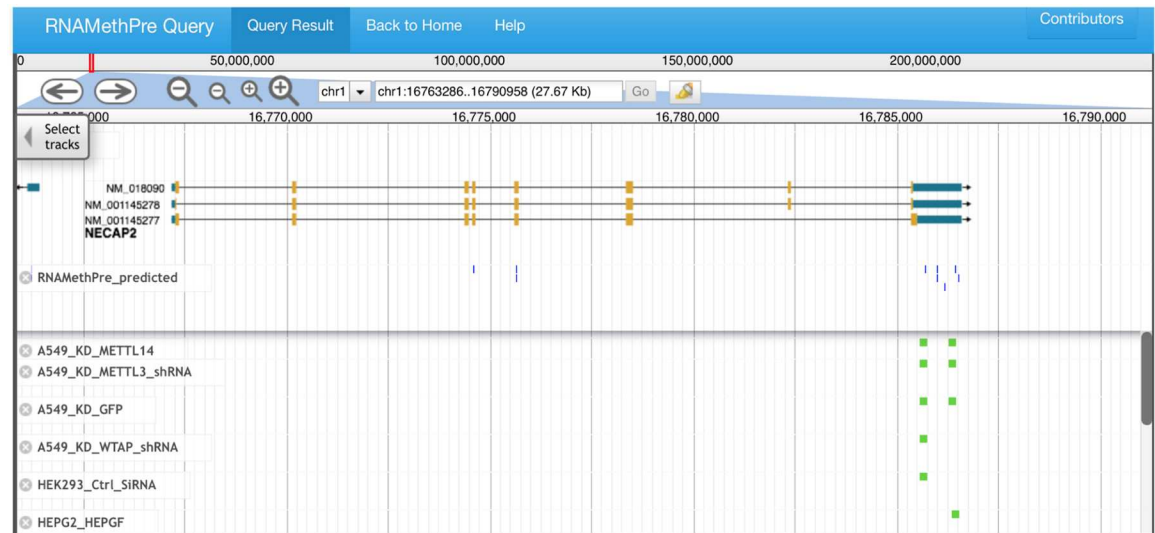 RNAMethPre Query Query Result Back to Home Help Contributors
0 50,000,000 100,000,000 150,000,000 200,000,000
chr1 chr1:16763286..16790958 (27.67 Kb) Go
16,770,000 16,775,000 16,780,000 16,785,000 16,790,000
Select
tracks
NM_018090
NM_001145278
NM_001145277
NECAP2
RNAMethPre_predicted
A549_KD_METTL14
A549_KD_METTL3_shRNA
A549_KD_GFP
A549_KD_WTAP_shRNA
HEK293_Ctrl_SiRNA
HEPG2_HEPGF